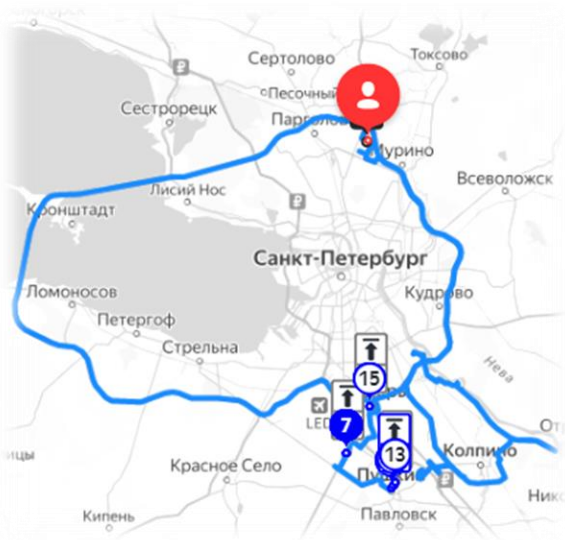 Сертолово
Токсово
Песочный
Сестрорецк
Мурино
Всеволожск
Лисий Нос
Кронштадт
Санкт-Петербург
Ломоносов
Кудрово
Петергоф
Стрельна
Нева
15
LED
7
13
Колпино
Красное Село
Павловск
Кипень